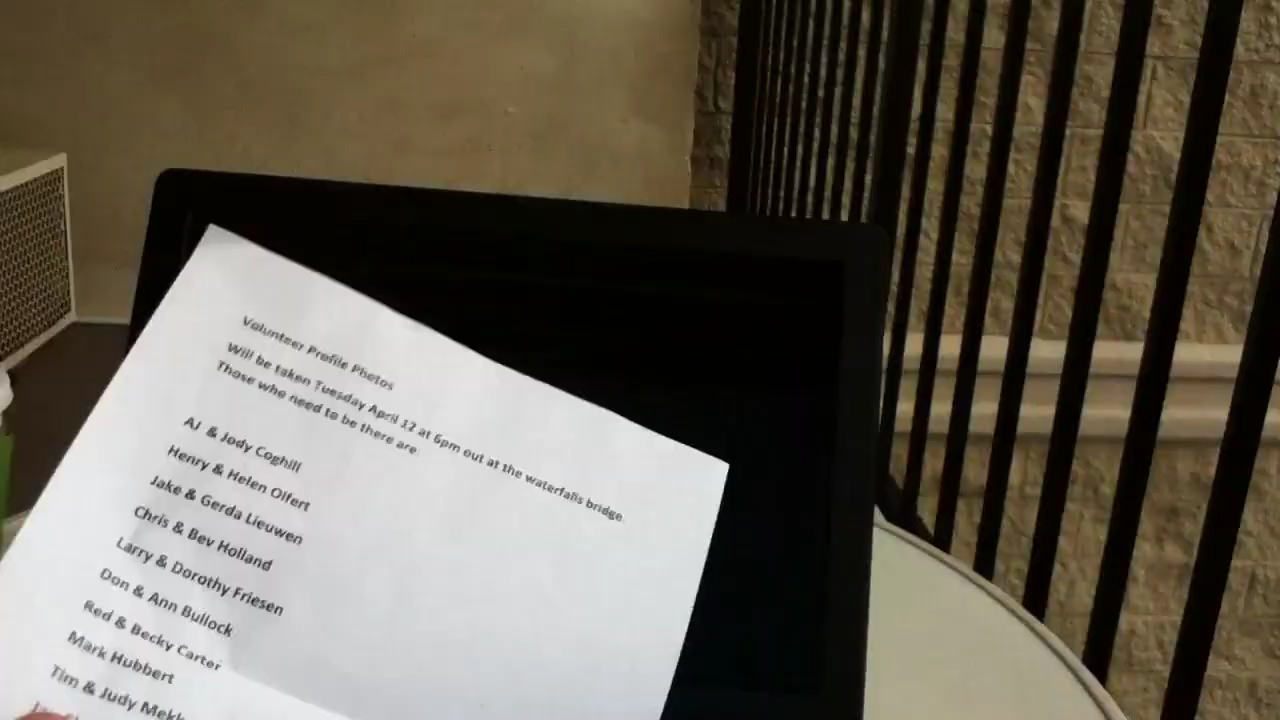 Volunteer Profile Photos
Will be taken Tuesday April 12 at 6pm out at the waterfalls bridge.
Those who need to be there are
AJ & Jody Coghill
Henry & Helen Olfert
Jake & Gerda Lieuwen
Chris & Bev Holland
Larry & Dorothy Friesen
Don & Ann Bullock
Red & Becky Carter
Mark Hubbert
Tim & Judy